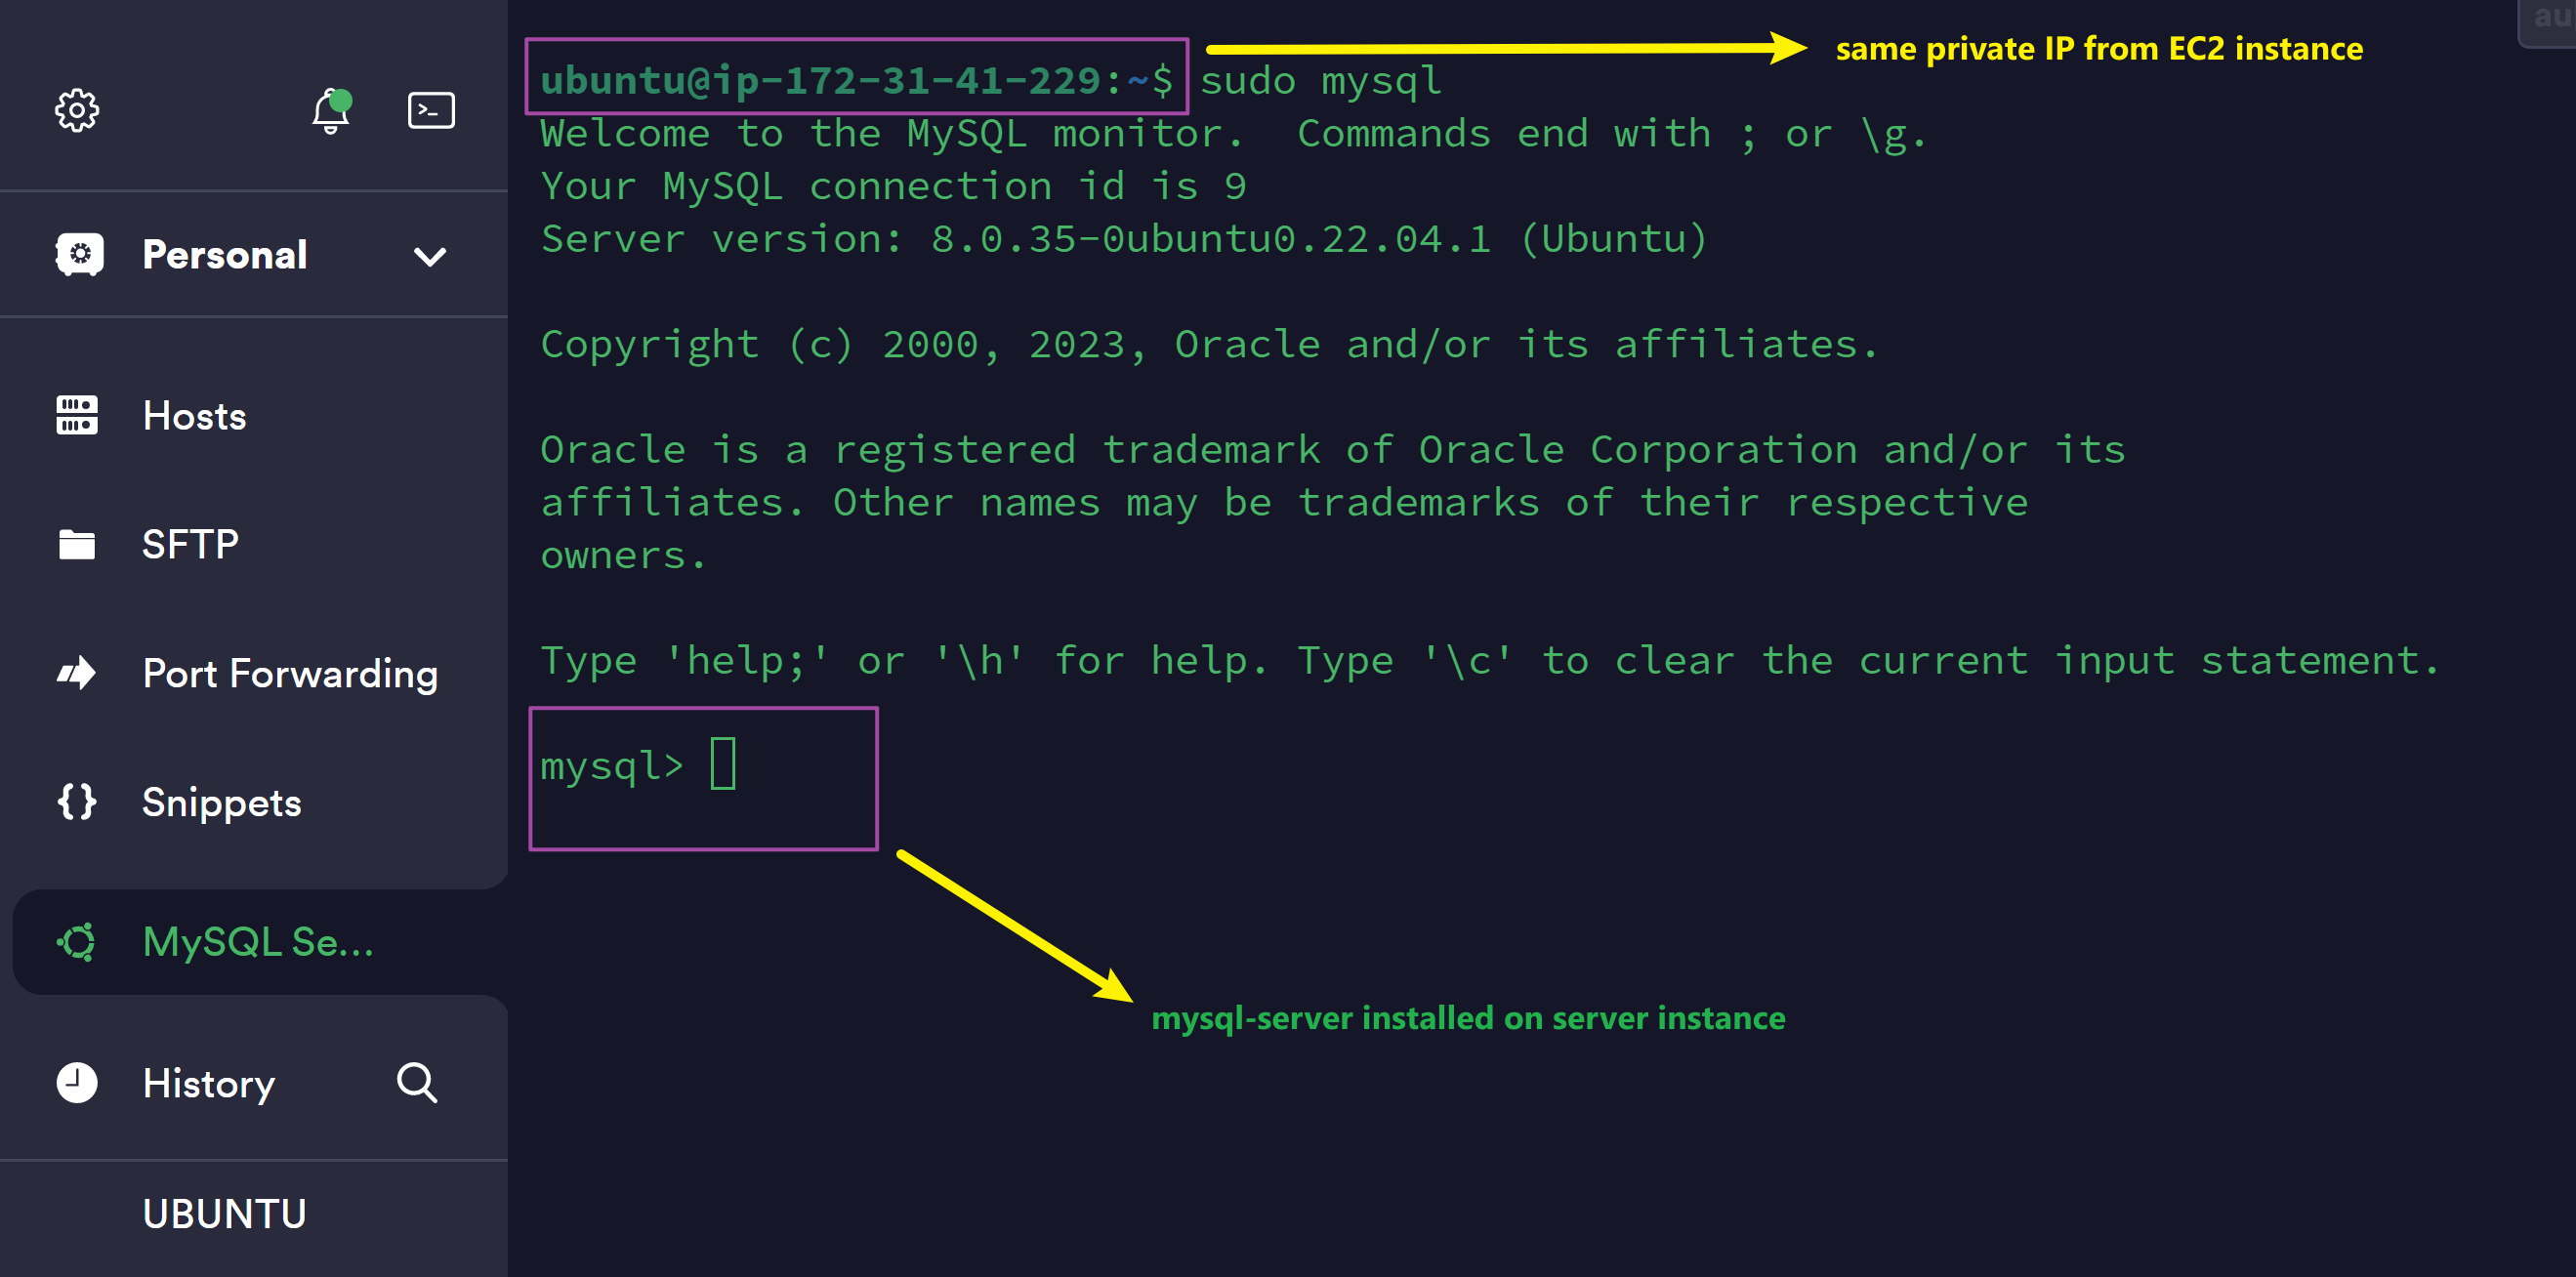 Personal
Hosts
SFTP
Port Forwarding
Snippets
MySQL Se...
History
UBUNTU
ubuntu@ip-172-31-41-229:~$ sudo mysql
same private IP from EC2 instance
Welcome to the MySQL monitor.  Commands end with ; or \g.
Your MySQL connection id is 9
Server version: 8.0.35-0ubuntu0.22.04.1 (Ubuntu)
Copyright (c) 2000, 2023, Oracle and/or its affiliates.
Oracle is a registered trademark of Oracle Corporation and/or its
affiliates. Other names may be trademarks of their respective
owners.
Type 'help;' or '\h' for help. Type '\c' to clear the current input statement.
mysql>
mysql-server installed on server instance